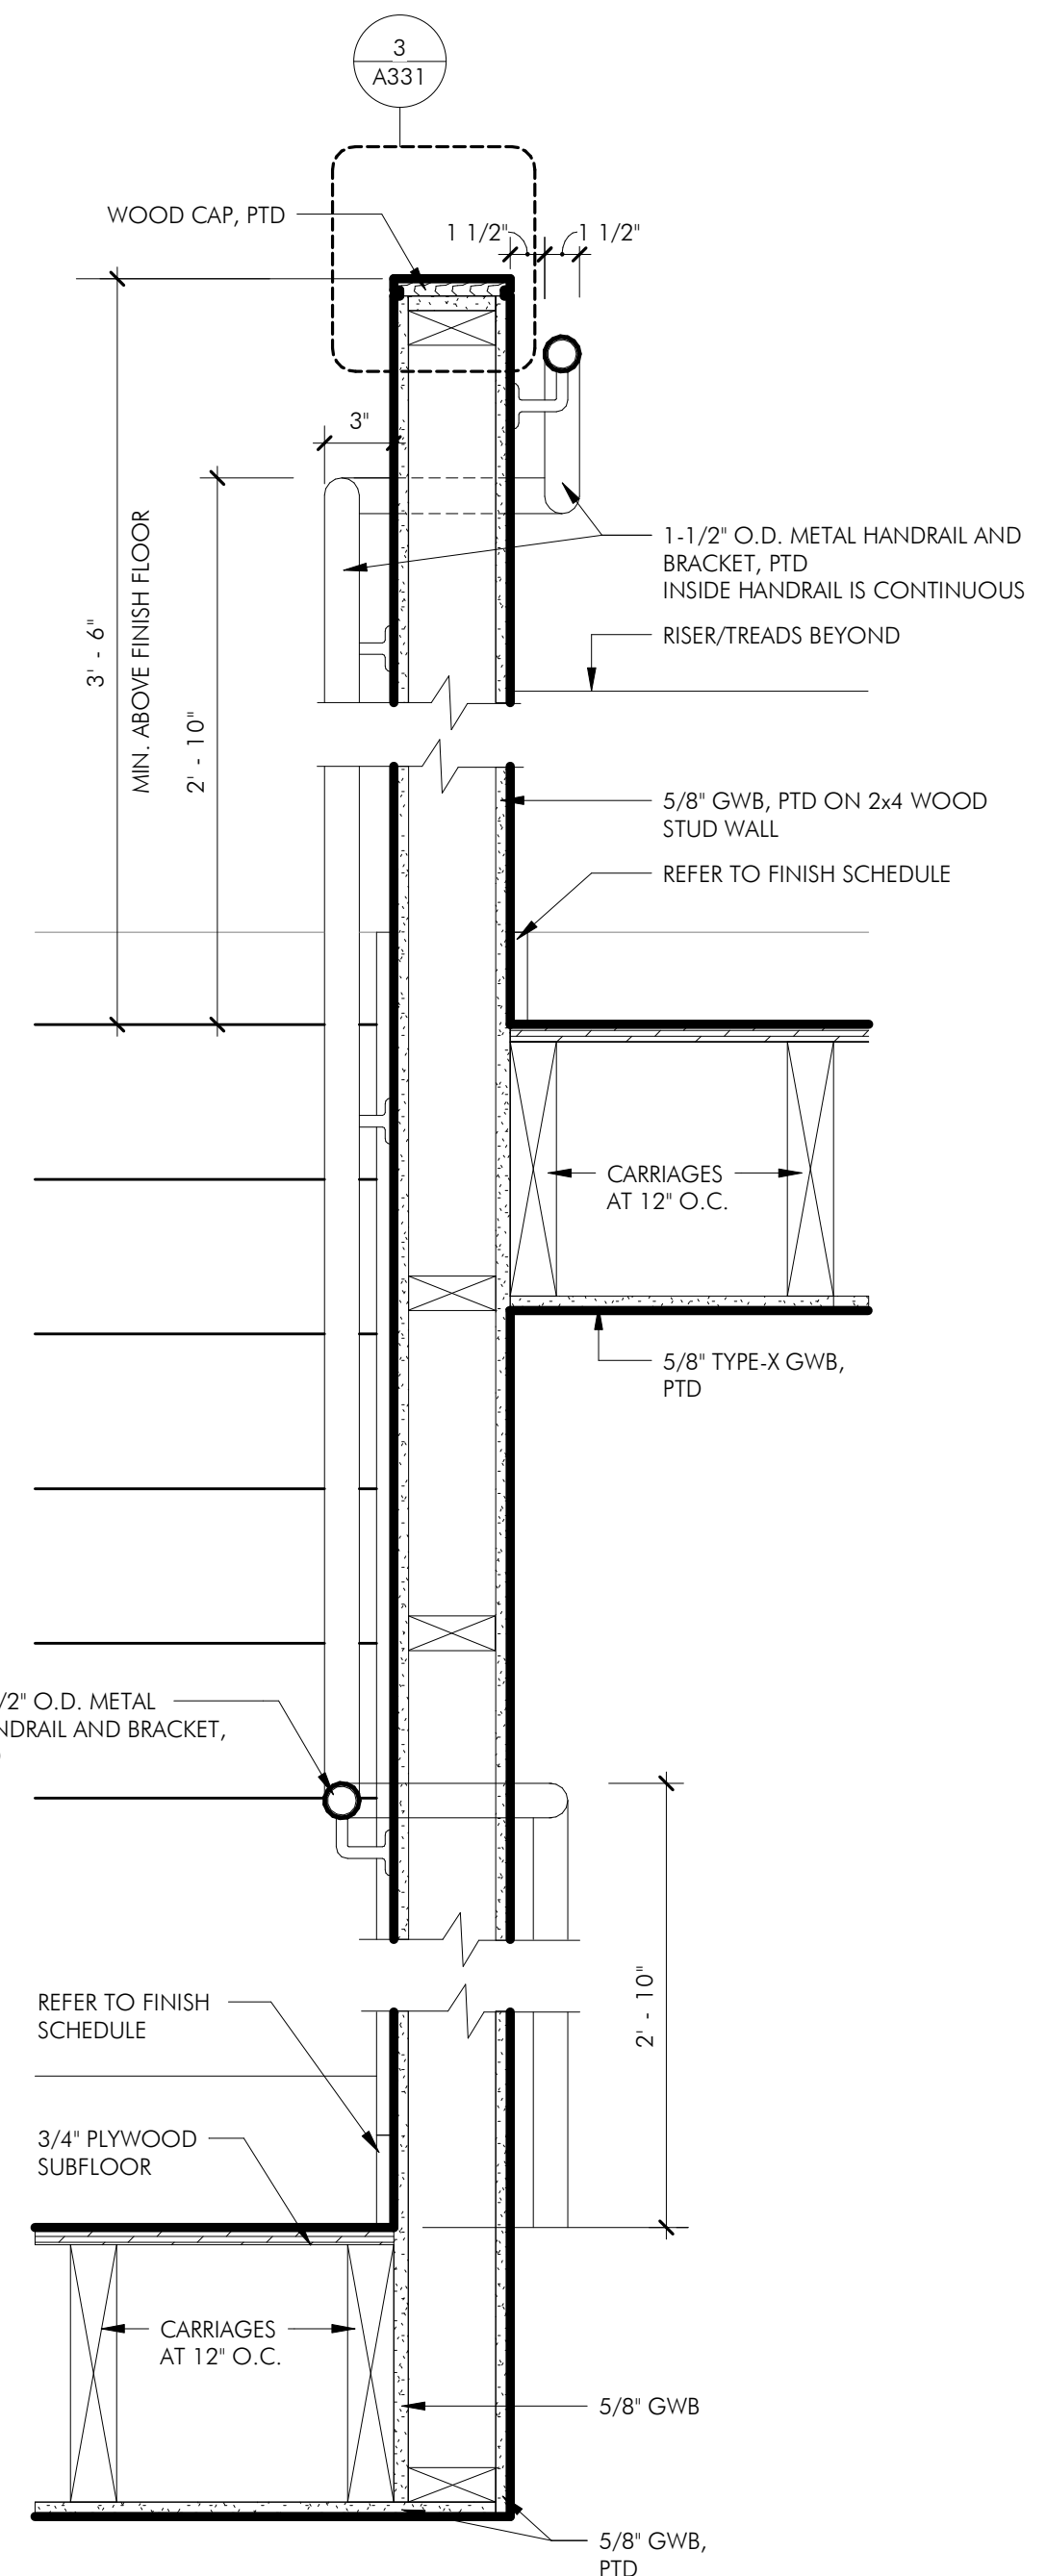 3
A331
WOOD CAP, PTD
1 1/2"
1 1/2"
3"
3' - 6"
MIN. ABOVE FINISH FLOOR
2' - 10"
1-1/2" O.D. METAL HANDRAIL AND
BRACKET, PTD
INSIDE HANDRAIL IS CONTINUOUS
RISER/TREADS BEYOND
5/8" GWB, PTD ON 2x4 WOOD
STUD WALL
REFER TO FINISH SCHEDULE
CARRIAGES
AT 12" O.C.
5/8" TYPE-X GWB,
PTD
/2" O.D. METAL
NDRAIL AND BRACKET,
2' - 10"
REFER TO FINISH
SCHEDULE
3/4" PLYWOOD
SUBFLOOR
CARRIAGES
AT 12" O.C.
5/8" GWB
5/8" GWB,
PTD